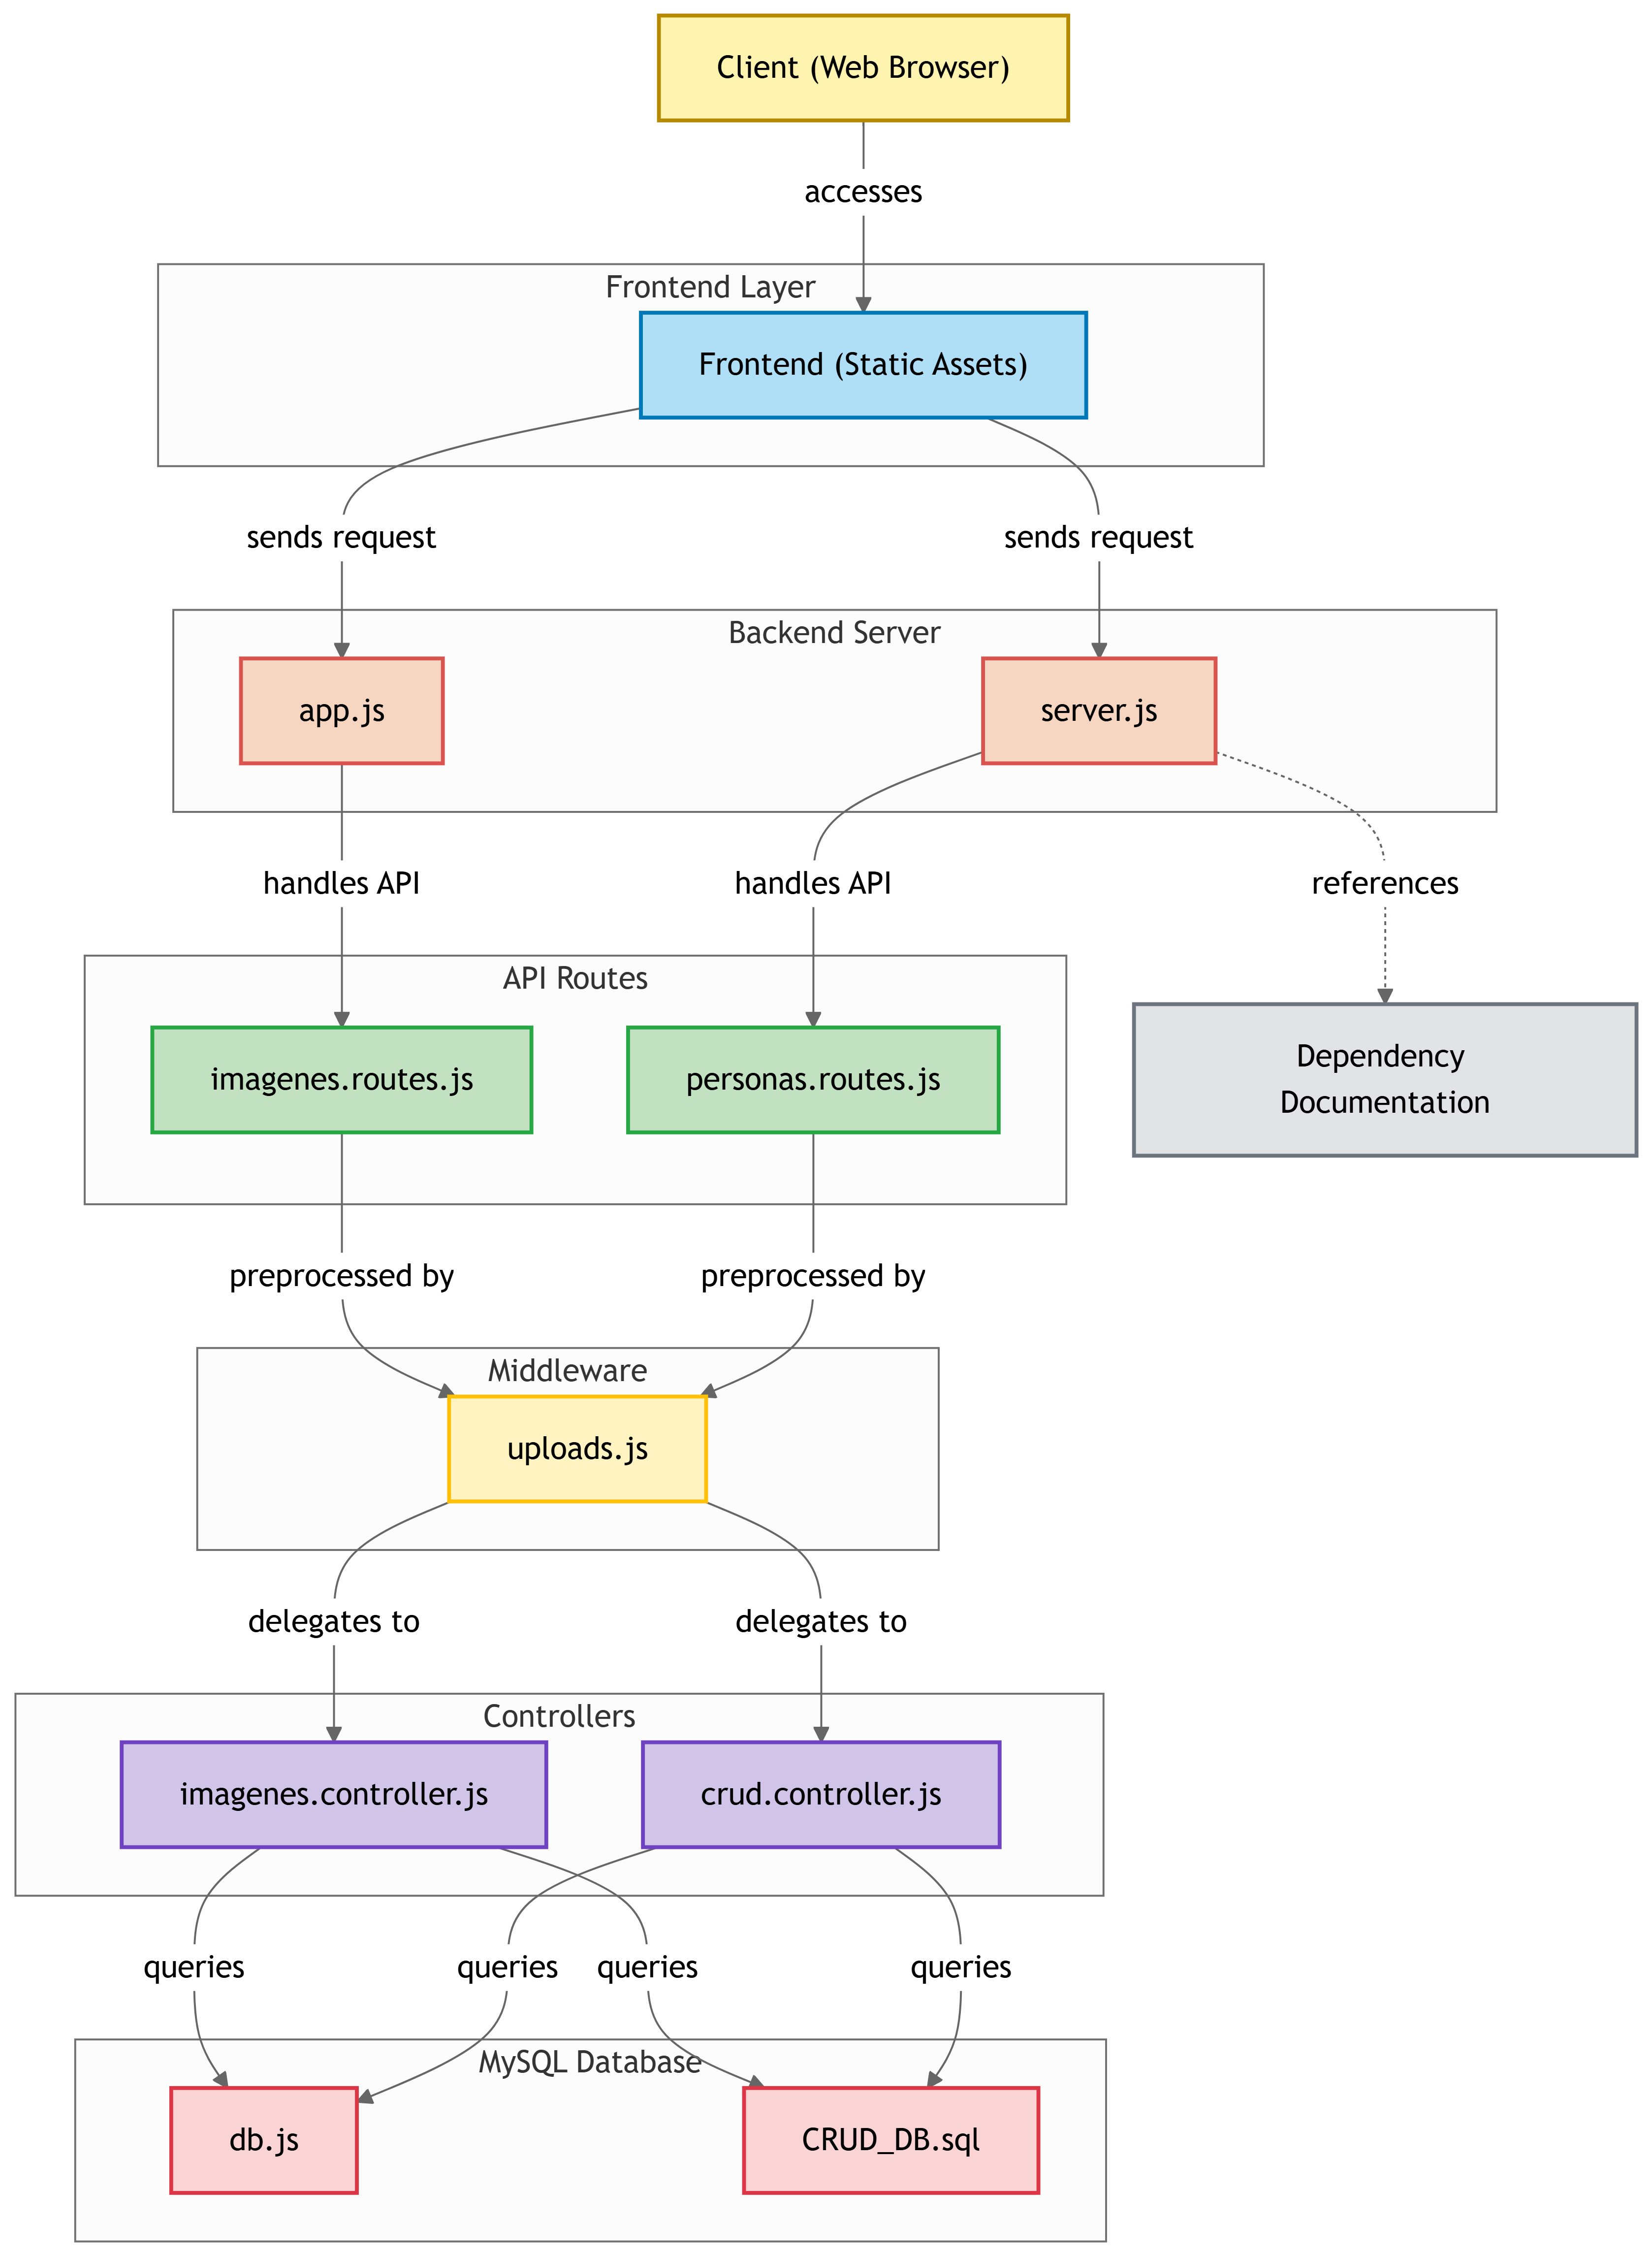 Client (Web Browser)
accesses
Frontend Layer
Frontend (Static Assets)
sends request
sends request
Backend Server
app.js
server.js
handles API
handles API
references
API Routes
imagenes.routes.js
personas.routes.js
Dependency
Documentation
preprocessed by
preprocessed by
Middleware
uploads.js
delegates to
delegates to
Controllers
imagenes.controller.js
crud.controller.js
queries
queries
queries
queries
MySQL Database
db.js
CRUD_DB.sql